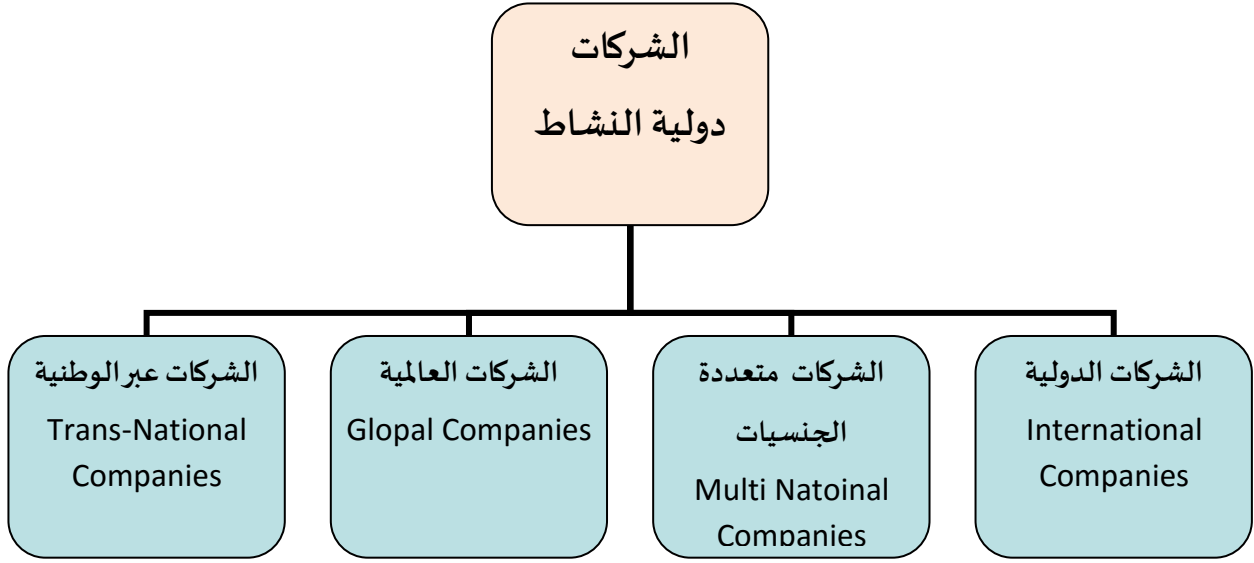 الشركات
دولية النشاط
الشركات الدولية
International
Companies
الشركات متعددة
الجنسيات
Multi Natoinal
Companies
الشركات العالمية
Glopal Companies
الشركات عبر الوطنية
Trans-National
Companies